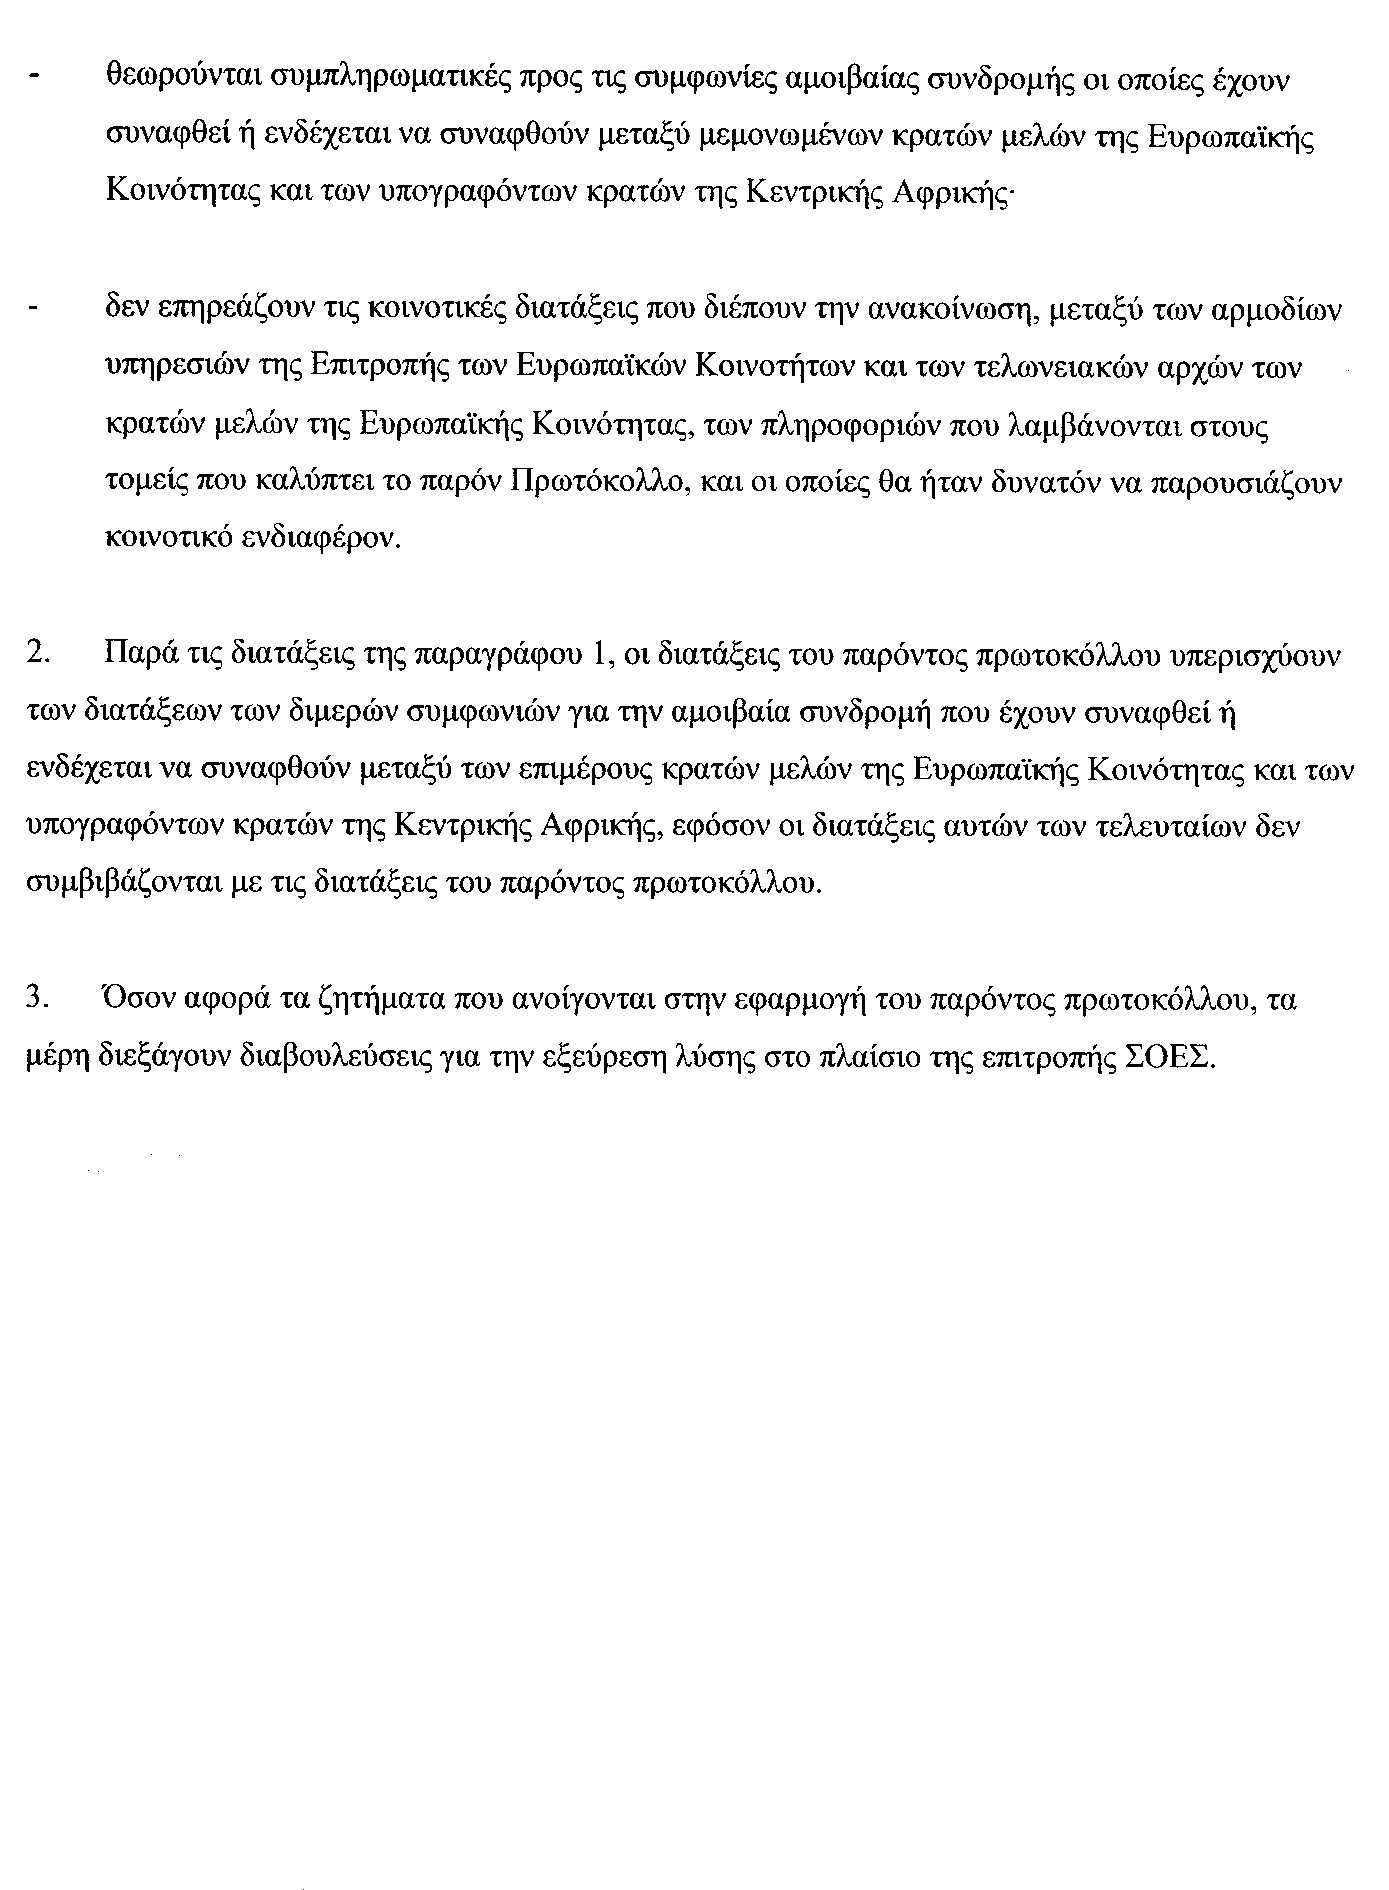 - θεωρούνται συμπληρωματικές προς τις συμφωνίες αμοιβαίας συνδρομής οι οποίες έχουν
συναφθεί ή ενδέχεται να συναφθούν μεταξύ μεμονωμένων κρατών μελών της Ευρωπαϊκής
Κοινότητας και των υπογραφόντων κρατών της Κεντρικής Αφρικής·
- δεν επηρεάζουν τις κοινοτικές διατάξεις που διέπουν την ανακοίνωση, μεταξύ των αρμοδίων
υπηρεσιών της Επιτροπής των Ευρωπαϊκών Κοινοτήτων και των τελωνειακών αρχών των
κρατών μελών της Ευρωπαϊκής Κοινότητας, των πληροφοριών που λαμβάνονται στους
τομείς που καλύπτει το παρόν Πρωτόκολλο, και οι οποίες θα ήταν δυνατόν να παρουσιάζουν
κοινοτικό ενδιαφέρον.
2. Παρά τις διατάξεις της παραγράφου 1, οι διατάξεις του παρόντος πρωτοκόλλου υπερισχύουν
των διατάξεων των διμερών συμφωνιών για την αμοιβαία συνδρομή που έχουν συναφθεί ή
ενδέχεται να συναφθούν μεταξύ των επιμέρους κρατών μελών της Ευρωπαϊκής Κοινότητας και των
υπογραφόντων κρατών της Κεντρικής Αφρικής, εφόσον οι διατάξεις αυτών των τελευταίων δεν
συμβιβάζονται με τις διατάξεις του παρόντος πρωτοκόλλου.
3. Όσον αφορά τα ζητήματα που ανοίγονται στην εφαρμογή του παρόντος πρωτοκόλλου, τα
μέρη διεξάγουν διαβουλεύσεις για την εξεύρεση λύσης στο πλαίσιο της επιτροπής ΣΟΕΣ.